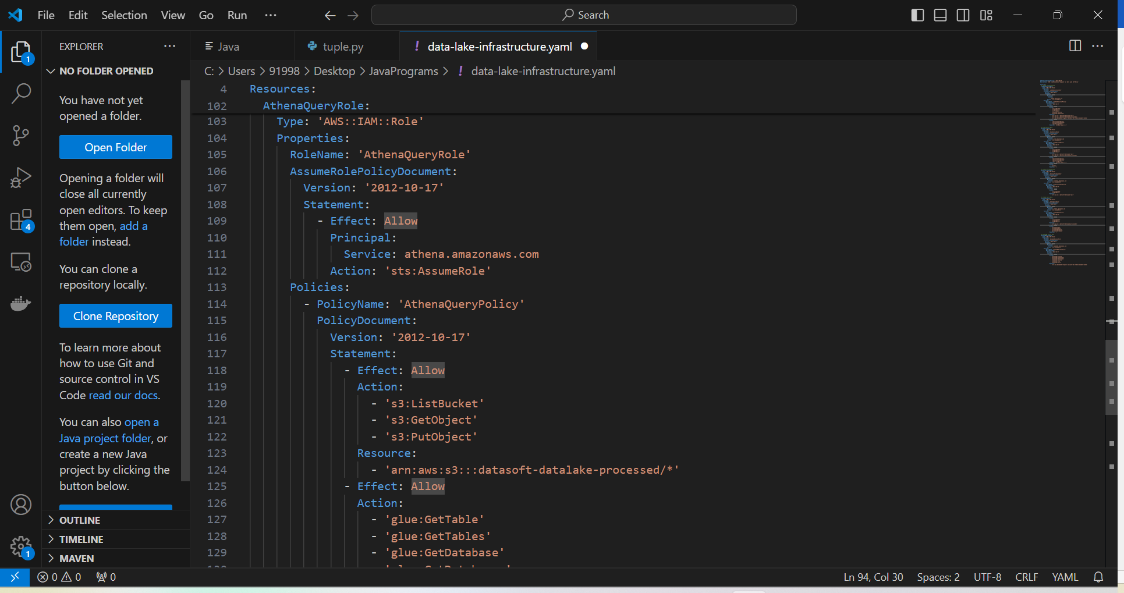 File Edit Selection View Go Run ··· Search
EXPLORER ···
Java tuple.py ! data-lake-infrastructure.yaml ···
NO FOLDER OPENED
C: > Users > 91998 > Desktop > JavaPrograms > ! data-lake-infrastructure.yaml
You have not yet
opened a folder.
Open Folder
Opening a folder will
close all currently
open editors. To keep
them open, add a
folder instead.
You can clone a
repository locally.
Clone Repository
To learn more about
how to use Git and
source control in VS
Code read our docs.
You can also open a
Java project folder, or
create a new Java
project by clicking the
button below.
OUTLINE
TIMELINE
MAVEN
1
4
1
4 Resources:
102 AthenaQueryRole:
103 Type: 'AWS::IAM::Role'
104 Properties:
105 RoleName: 'AthenaQueryRole'
106 AssumeRolePolicyDocument:
107 Version: '2012-10-17'
108 Statement:
109 - Effect: Allow
110 Principal:
111 Service: athena.amazonaws.com
112 Action: 'sts:AssumeRole'
113 Policies:
114 - PolicyName: 'AthenaQueryPolicy'
115 PolicyDocument:
116 Version: '2012-10-17'
117 Statement:
118 - Effect: Allow
119 Action:
120 - 's3:ListBucket'
121 - 's3:GetObject'
122 - 's3:PutObject'
123 Resource:
124 - 'arn:aws:s3:::datasoft-datalake-processed/*'
125 - Effect: Allow
126 Action:
127 - 'glue:GetTable'
128 - 'glue:GetTables'
129 - 'glue:GetDatabase'
0 0 0 Ln 94, Col 30 Spaces: 2 UTF-8 CRLF YAML